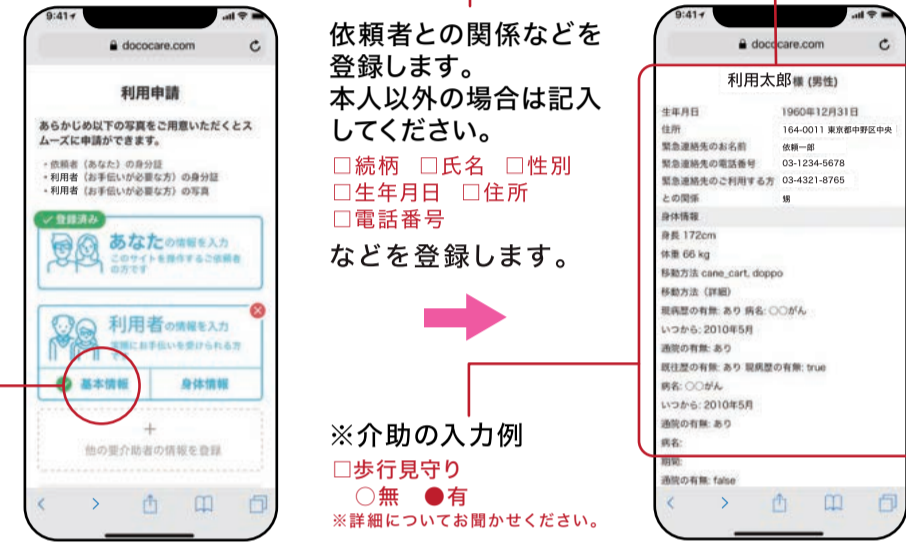 9:41
dococare.com
利用申請
あらかじめ以下の写真をご用意いただくとス
ムーズに申請ができます。
・依頼者（あなた）の身分証
・利用者（お手伝いが必要な方）の身分証
・利用者（お手伝いが必要な方）の写真
登録済み
あなたの情報を入力
このサイトを操作するご依頼者
の方です
利用者の情報を入力
実際にお手伝いを受けられる方
です
基本情報
身体情報
＋
他の要介助者の情報を登録
依頼者との関係などを
登録します。
本人以外の場合は記入
してください。
□続柄 □氏名 □性別
□生年月日 □住所
□電話番号
などを登録します。
※介助の入力例
□歩行見守り
○無 ●有
※詳細についてお聞かせください。
9:41
dococare.com
利用太郎様 (男性)
生年月日 1960年12月31日
住所 164-0011 東京都中野区中央
緊急連絡先のお名前 依頼一郎
緊急連絡先の電話番号 03-1234-5678
緊急連絡先のご利用する方 03-4321-8765
との関係 甥
身体情報
身長 172cm
体重 66 kg
移動方法 cane_cart, doppo
移動方法（詳細）
現病歴の有無: あり 病名: ○○がん
いつから: 2010年5月
通院の有無: あり
既往歴の有無: あり 現病歴の有無: true
病名: ○○がん
いつから: 2010年5月
通院の有無: あり
病名:
期間:
通院の有無: false